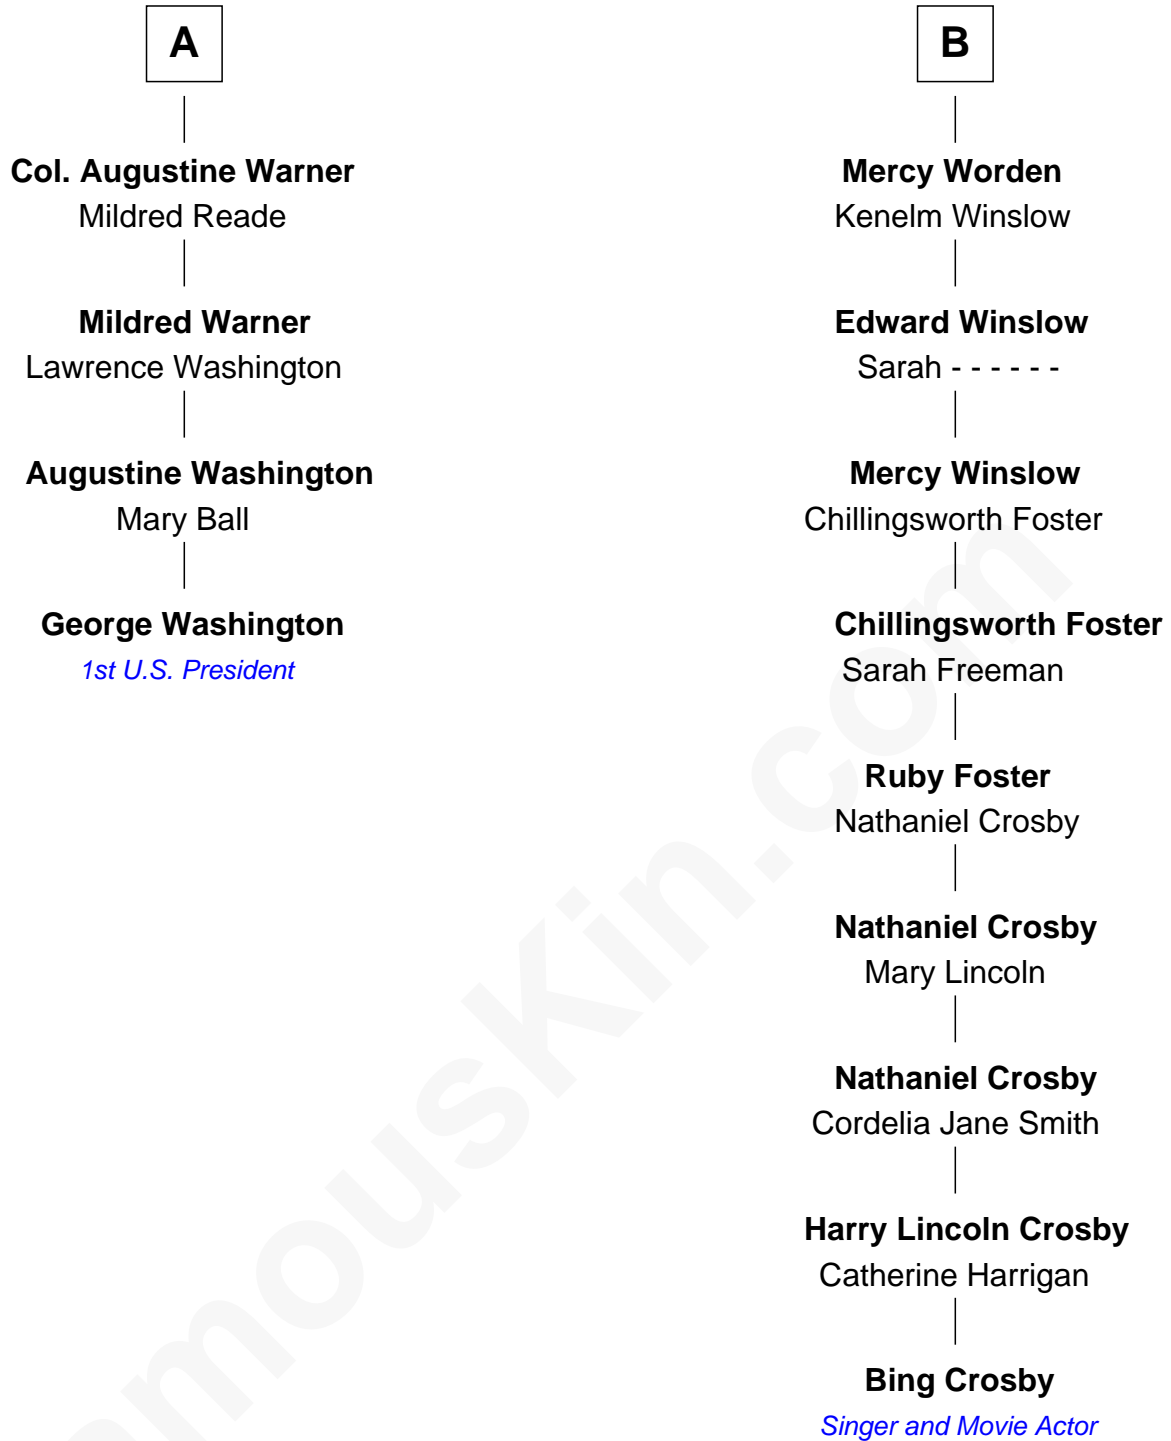 A
Col. Augustine Warner
Mildred Reade
Mildred Warner
Lawrence Washington
Augustine Washington
Mary Ball
George Washington
1st U.S. President
B
Mercy Worden
Kenelm Winslow
Edward Winslow
Sarah - - - - - -
Mercy Winslow
Chillingsworth Foster
Chillingsworth Foster
Sarah Freeman
Ruby Foster
Nathaniel Crosby
Nathaniel Crosby
Mary Lincoln
Nathaniel Crosby
Cordelia Jane Smith
Harry Lincoln Crosby
Catherine Harrigan
Bing Crosby
Singer and Movie Actor
amousKin.com